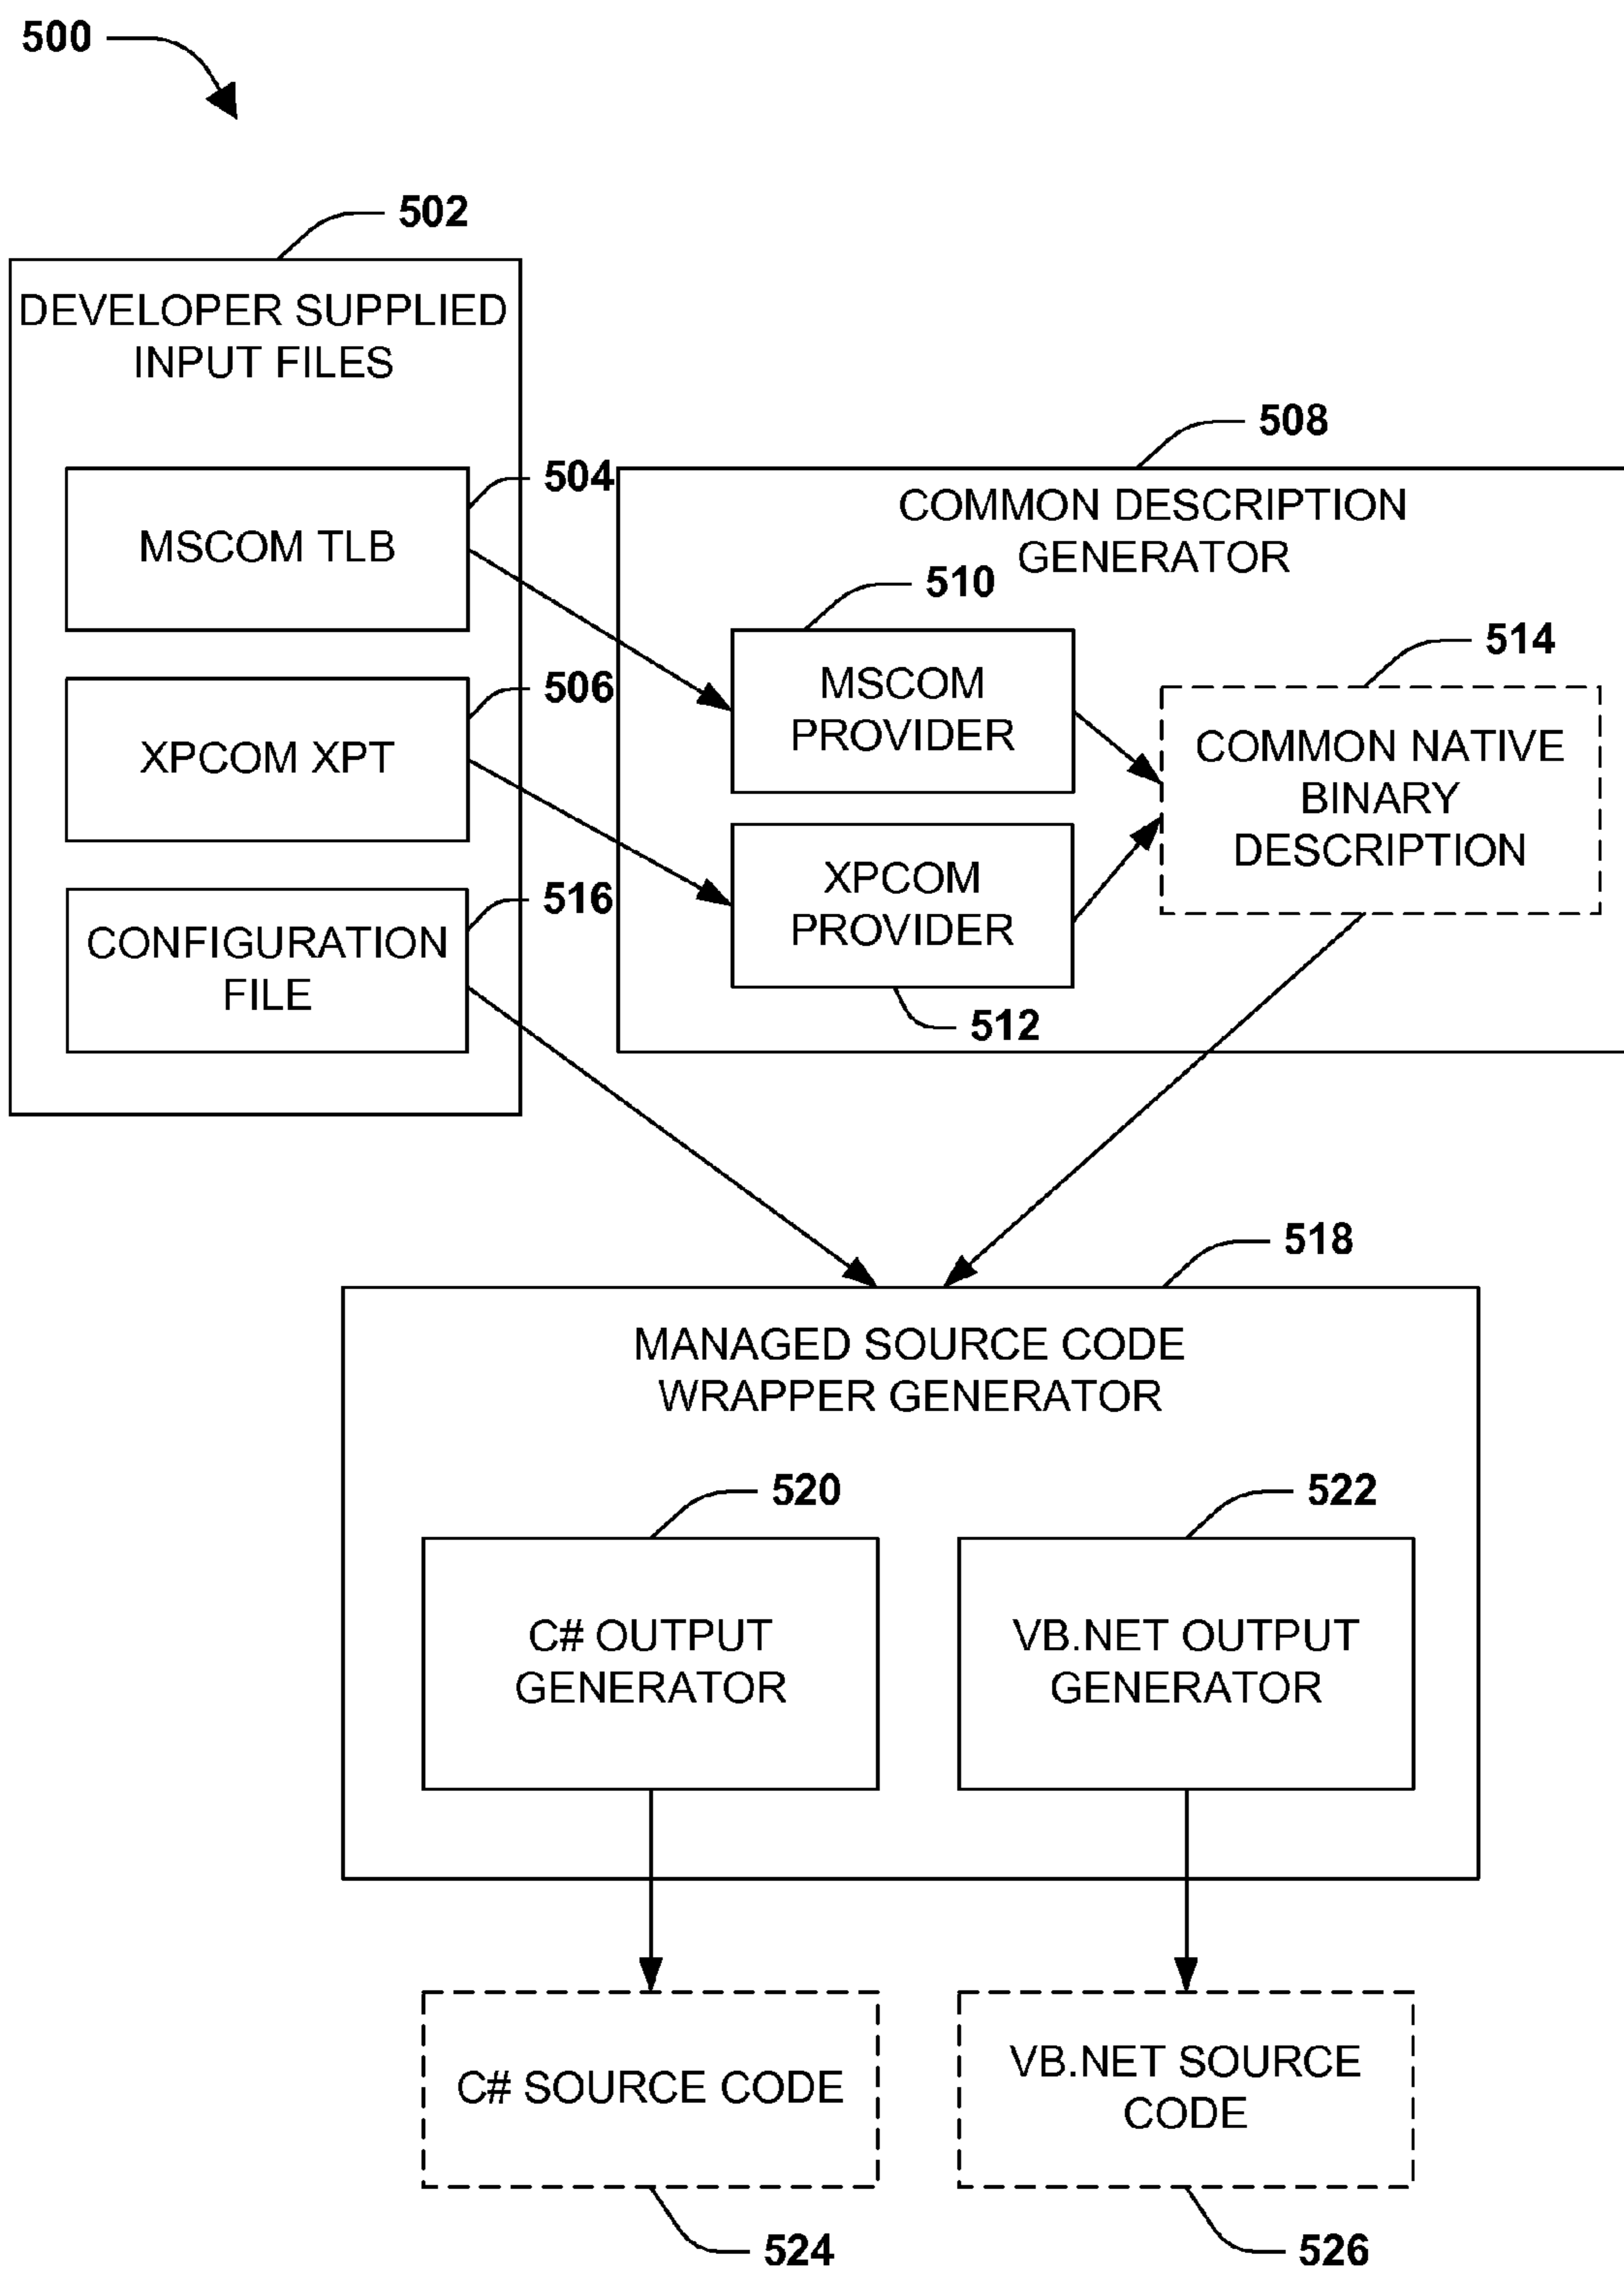 500
502
DEVELOPER SUPPLIED
INPUT FILES
504
MSCOM TLB
506
XPCOM XPT
516
CONFIGURATION
FILE
508
COMMON DESCRIPTION
GENERATOR
510
MSCOM
PROVIDER
XPCOM
PROVIDER
512
514
COMMON NATIVE
BINARY
DESCRIPTION
518
MANAGED SOURCE CODE
WRAPPER GENERATOR
520
C# OUTPUT
GENERATOR
522
VB.NET OUTPUT
GENERATOR
C# SOURCE CODE
524
VB.NET SOURCE
CODE
526